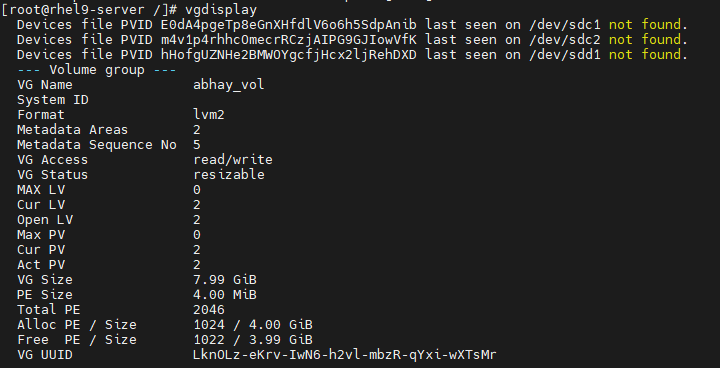 [root@rhel9-server /]# vgdisplay
Devices file PVID E0dA4pgeTp8eGnXHfdlV6o6h5SdpAnib last seen on /dev/sdc1 not found.
Devices file PVID m4v1p4rhhcOmecrRCzjAIPG9GJIowVfK last seen on /dev/sdc2 not found.
Devices file PVID hHofgUZNHe2BMWOYgcfjHcx2ljRehDXD last seen on /dev/sdd1 not found.
--- Volume group ---
VG Name abhay_vol
System ID
Format lvm2
Metadata Areas 2
Metadata Sequence No 5
VG Access read/write
VG Status resizable
MAX LV 0
Cur LV 2
Open LV 2
Max PV 0
Cur PV 2
Act PV 2
VG Size 7.99 GiB
PE Size 4.00 MiB
Total PE 2046
Alloc PE / Size 1024 / 4.00 GiB
Free  PE / Size 1022 / 3.99 GiB
VG UUID LknOLz-eKrv-IwN6-h2vl-mbzR-qYxi-wXTsMr